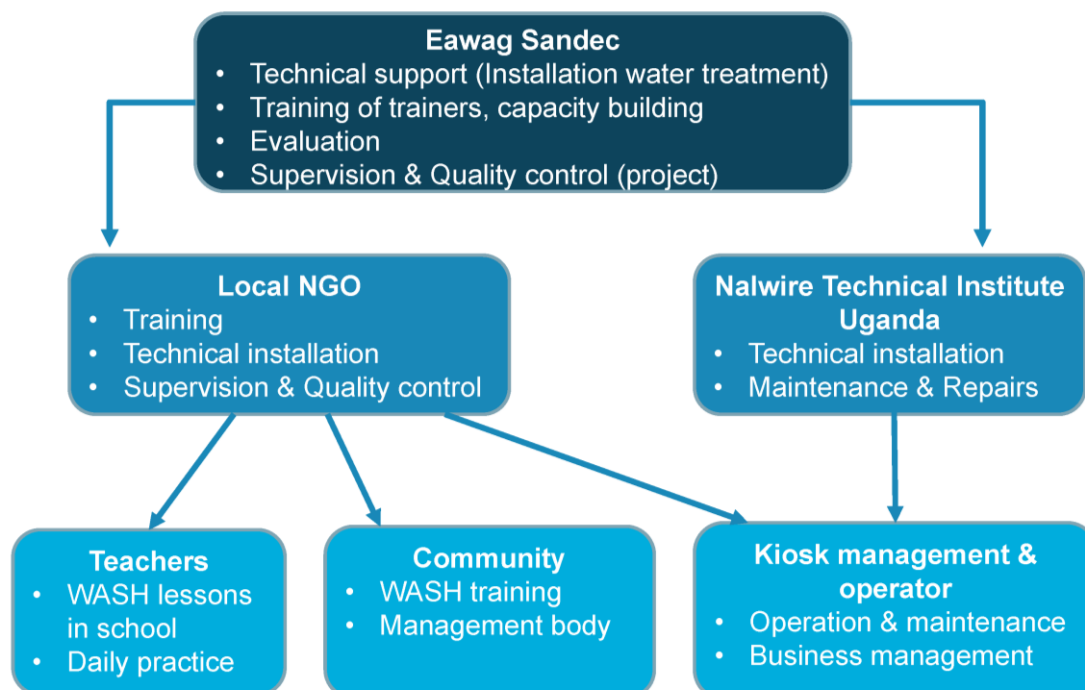 Eawag Sandec
• Technical support (Installation water treatment)
• Training of trainers, capacity building
• Evaluation
• Supervision & Quality control (project)
Local NGO
• Training
• Technical installation
• Supervision & Quality control
Nalwire Technical Institute
Uganda
• Technical installation
• Maintenance & Repairs
Teachers
• WASH lessons
in school
• Daily practice
Community
• WASH training
• Management body
Kiosk management &
operator
• Operation & maintenance
• Business management